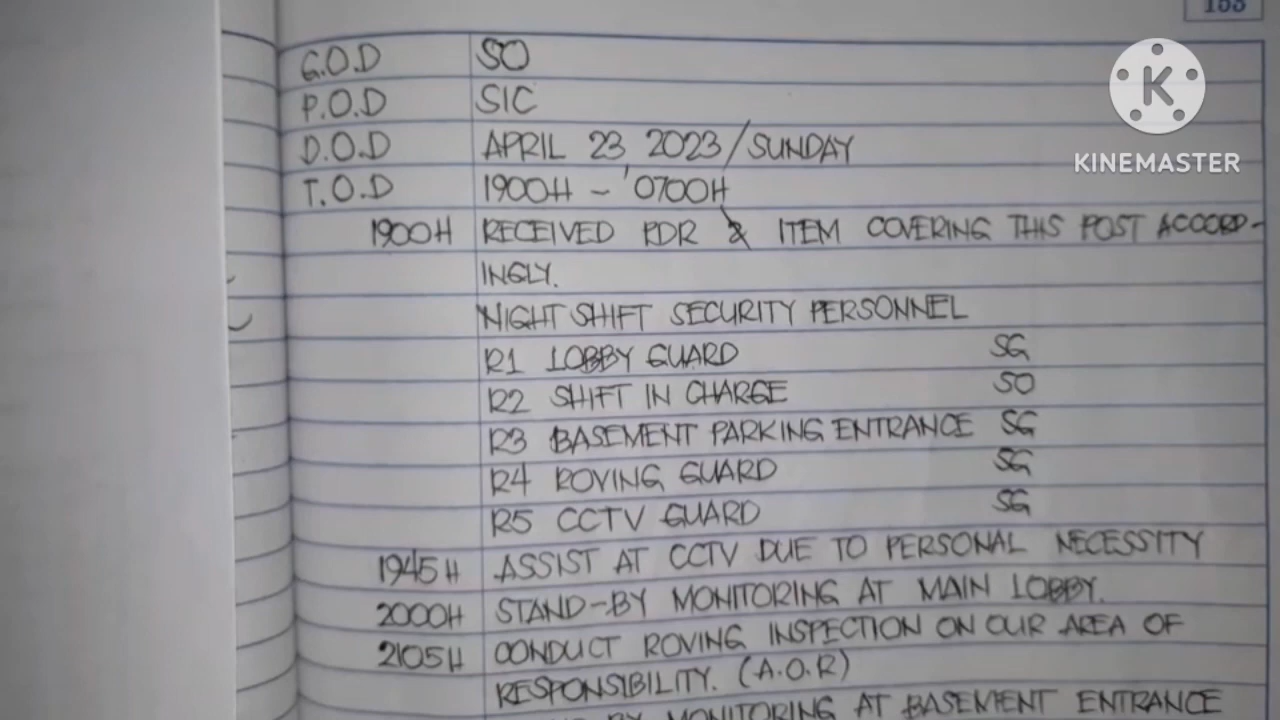 153
G.O.D SO
P.O.D SIC
D.O.D APRIL 23, 2023/SUNDAY
T.O.D 1900H - 0700H
1900H RECEIVED PDR & ITEM COVERING THIS POST ACCORD-
INGLY.
NIGHT SHIFT SECURITY PERSONNEL
R1 LOBBY GUARD SG
R2 SHIFT IN CHARGE SO
R3 BASEMENT PARKING ENTRANCE SG
R4 ROVING GUARD SG
R5 CCTV GUARD SG
1945H ASSIST AT CCTV DUE TO PERSONAL NECESSITY
2000H STAND-BY MONITORING AT MAIN LOBBY.
2105H CONDUCT ROVING INSPECTION ON OUR AREA OF
RESPONSIBILITY. (A.O.R)
MONITORING AT BASEMENT ENTRANCE
K
KINEMASTER